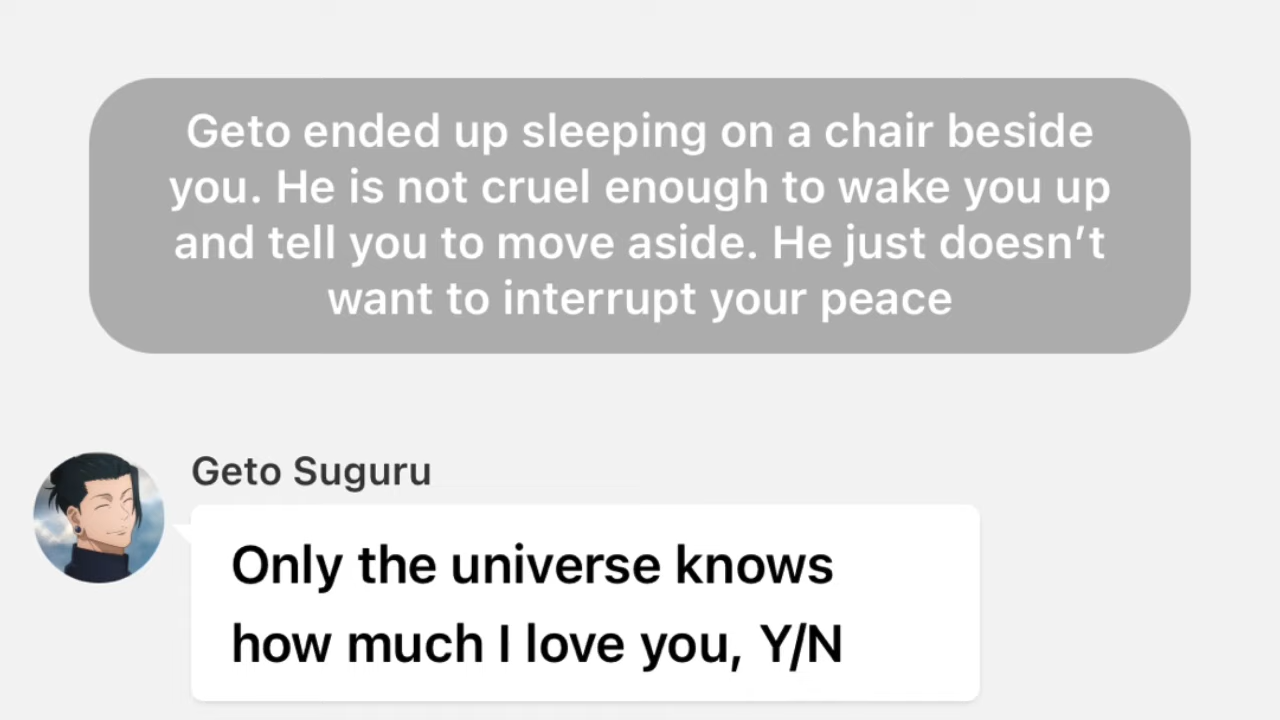 Geto ended up sleeping on a chair beside
you. He is not cruel enough to wake you up
and tell you to move aside. He just doesn’t
want to interrupt your peace
Geto Suguru
Only the universe knows
how much I love you, Y/N